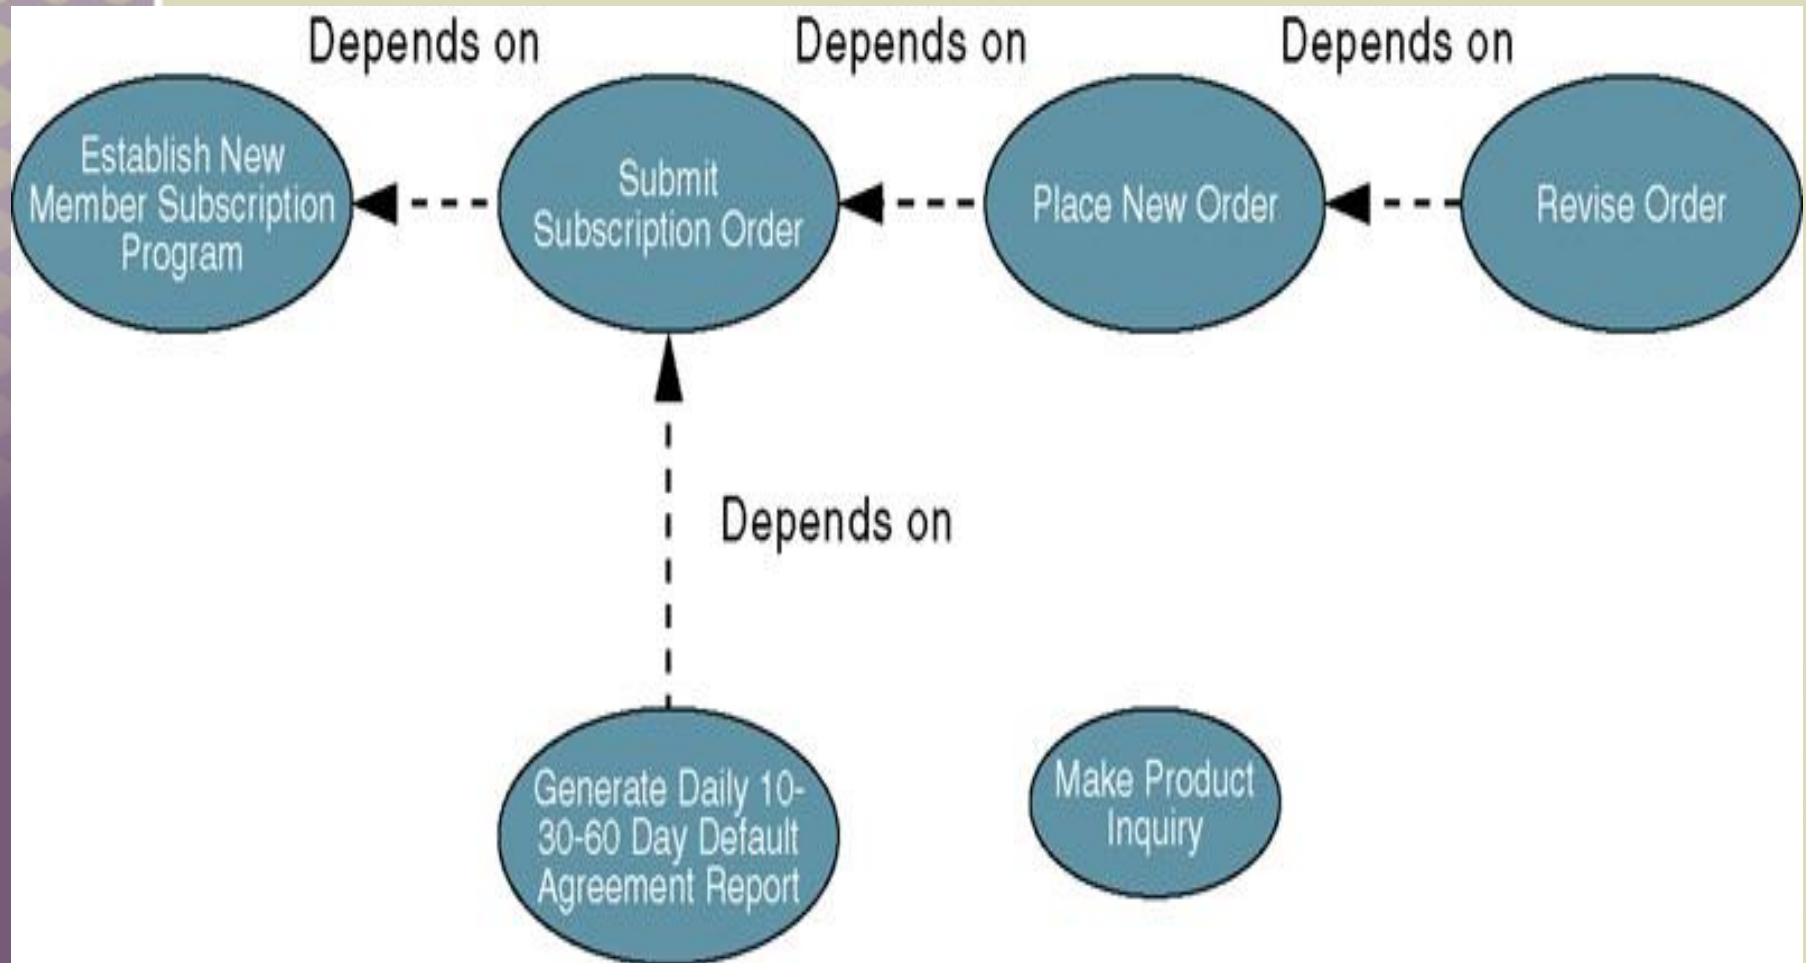 Depends on
Depends on
Depends on
Establish New
Member Subscription
Program
Submit
Subscription Order
Place New Order
Revise Order
Depends on
Generate Daily 10-
30-60 Day Default
Agreement Report
Make Product
Inquiry